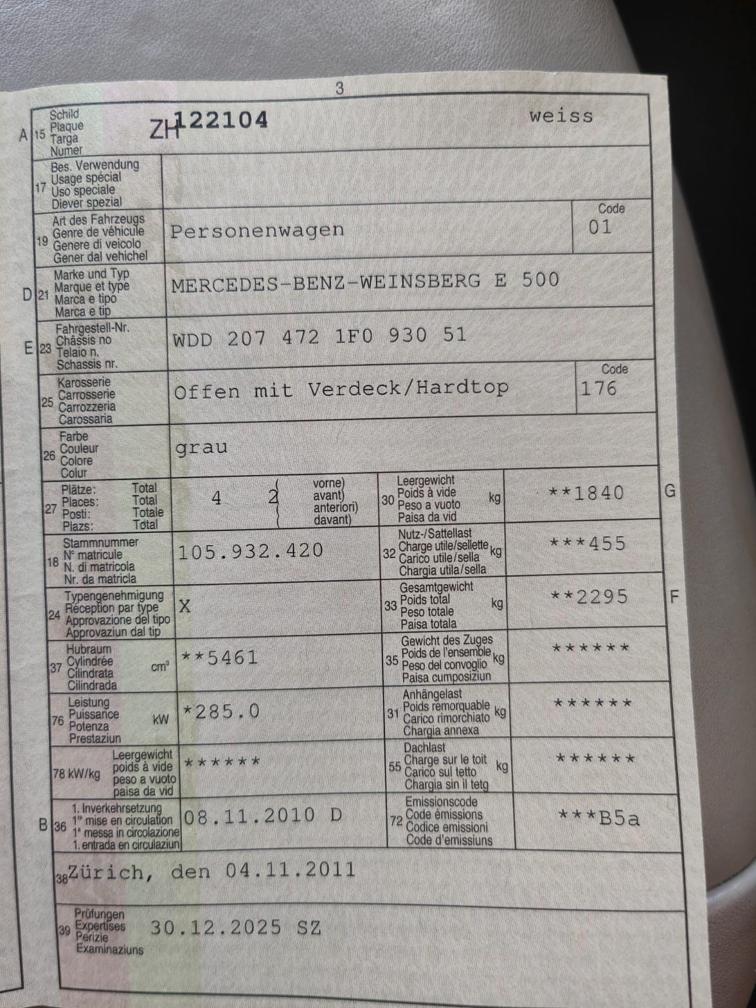 3
A 15 Schild
Plaque
Targa
Numer
ZH 122104 weiss
17 Bes. Verwendung
Usage spécial
Uso speciale
Diever spezial
19 Art des Fahrzeugs
Genre de véhicule
Genere di veicolo
Gener dal vehichel
Personenwagen
Code
01
D 21 Marke und Typ
Marque et type
Marca e tipo
Marca e tip
MERCEDES-BENZ-WEINSBERG E 500
E 23 Fahrgestell-Nr.
Châssis no
Telaio n.
Schassis nr.
WDD 207 472 1F0 930 51
25 Karosserie
Carrosserie
Carrozzeria
Carossaria
Offen mit Verdeck/Hardtop
Code
176
26 Farbe
Couleur
Colore
Colur
grau
27 Plätze: Total
Places: Total
Posti: Totale
Plazs: Total
4 2
vorne)
avant)
anteriori)
davant)
30 Leergewicht
Poids à vide
Peso a vuoto
Paisa da vid
kg
**1840
G
18 Stammnummer
N° matricule
N. di matricola
Nr. da matricla
105.932.420
32 Nutz-/Sattellast
Charge utile/sellette
Carico utile/sella
Chargia utila/sella
kg
***455
24 Typengenehmigung
Réception par type
Approvazione del tipo
Approvaziun dal tip
X
33 Gesamtgewicht
Poids total
Peso totale
Paisa totala
kg
**2295
F
37 Hubraum
Cylindrée
Cilindrata
Cilindrada
cm³
**5461
35 Gewicht des Zuges
Poids de l'ensemble
Peso del convoglio
Paisa cumposiziun
kg
******
76 Leistung
Puissance
Potenza
Prestaziun
kW
*285.0
31 Anhängelast
Poids remorquable
Carico rimorchiato
Chargia annexa
kg
******
78 kW/kg
Leergewicht
poids à vide
peso a vuoto
paisa da vid
******
55 Dachlast
Charge sur le toit
Carico sul tetto
Chargia sin il tetg
kg
******
B 36 1. Inverkehrsetzung
1re mise en circulation
1a messa in circolazione
1. entrada en circulaziun
08.11.2010 D
72 Emissionscode
Code émissions
Codice emissioni
Code d'emissiuns
***B5a
38 Zürich, den 04.11.2011
39 Prüfungen
Expertises
Perizie
Examinaziuns
30.12.2025 SZ